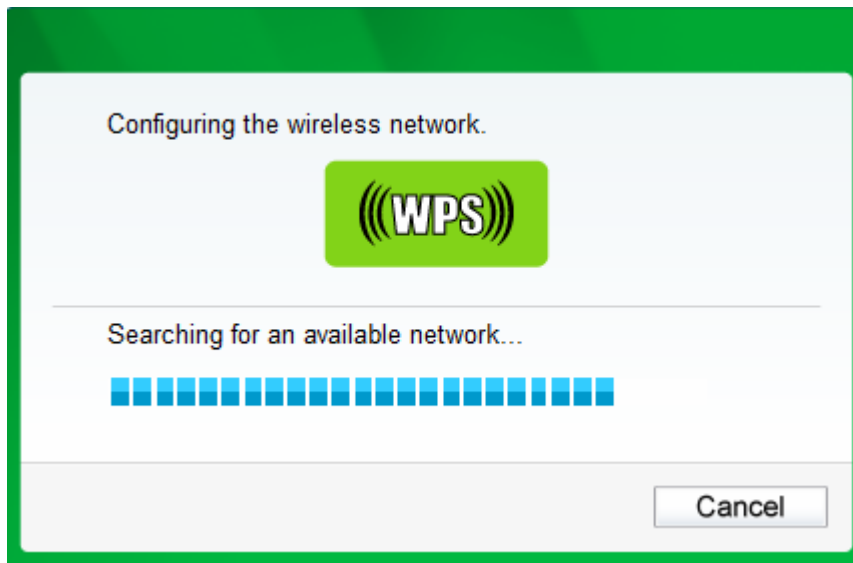 Configuring the wireless network.
WPS
Searching for an available network...
Cancel